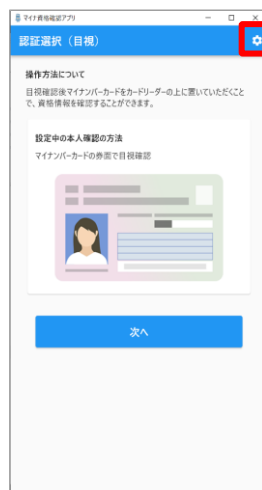 マイナ資格確認アプリ
認証選択（目視）
操作方法について
目視確認後マイナンバーカードをカードリーダーの上に置いていただくこと
で、資格情報を確認することができます。
設定中の本人確認の方法
マイナンバーカードの券面で目視確認
次へ